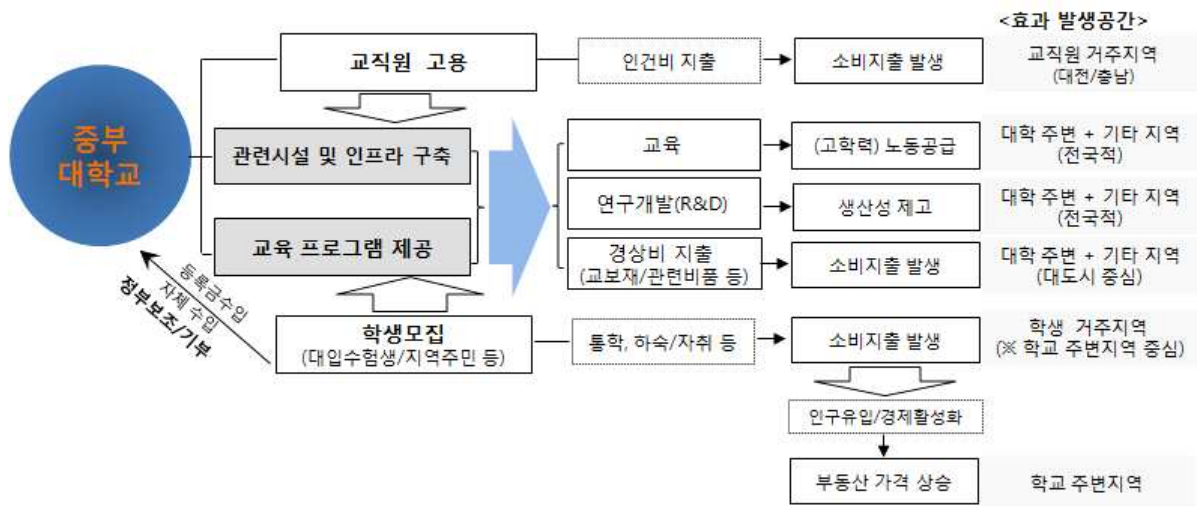 <효과 발생공간>
교직원 고용
인건비 지출
소비지출 발생
교직원 거주지역
(대전/충남)
중부
대학교
관련시설 및 인프라 구축
교육
(고학력) 노동공급
대학 주변 + 기타 지역
(전국적)
연구개발(R&D)
생산성 제고
대학 주변 + 기타 지역
(전국적)
교육 프로그램 제공
경상비 지출
(교보재/관련비품 등)
소비지출 발생
대학 주변 + 기타 지역
(대도시 중심)
등록금수입
자체 수입
정부보조/기부
학생모집
(대입수험생/지역주민 등)
통학, 하숙/자취 등
소비지출 발생
학생 거주지역
(※ 학교 주변지역 중심)
인구유입/경제활성화
부동산 가격 상승
학교 주변지역